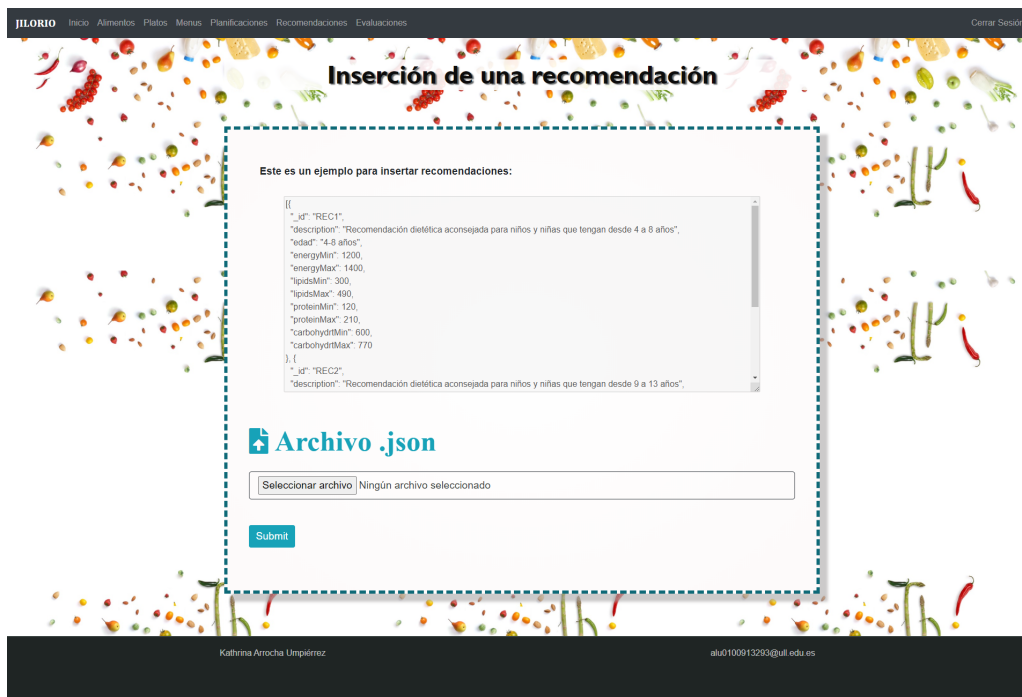 JILORIO Inicio Alimentos Platos Menus Planificaciones Recomendaciones Evaluaciones Cerrar Sesión
Inserción de una recomendación
Este es un ejemplo para insertar recomendaciones:
[{
"_id": "REC1",
"description": "Recomendación dietética aconsejada para niños y niñas que tengan desde 4 a 8 años",
"edad": "4-8 años",
"energyMin": 1200,
"energyMax": 1400,
"lipidsMin": 300,
"lipidsMax": 490,
"proteinMin": 120,
"proteinMax": 210,
"carbohydrtMin": 600,
"carbohydrtMax": 770
}, {
"_id": "REC2",
"description": "Recomendación dietética aconsejada para niños y niñas que tengan desde 9 a 13 años",
Archivo .json
Seleccionar archivo Ningún archivo seleccionado
Submit
Kathrina Arrocha Umpiérrez alu0100913293@ull.edu.es